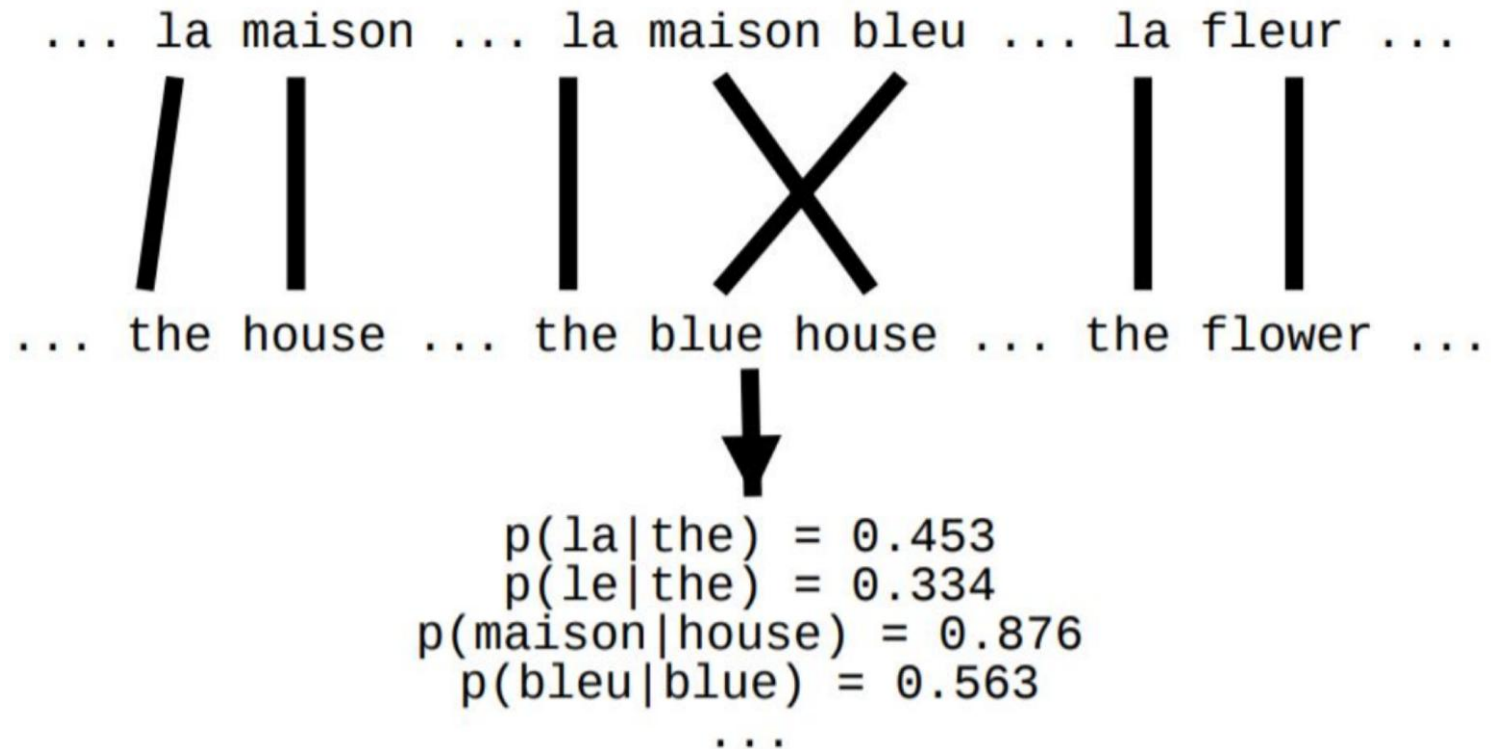 ... la maison ... la maison bleu ... la fleur ...
... the house ... the blue house ... the flower ...
p(la|the) = 0.453
p(le|the) = 0.334
p(maison|house) = 0.876
p(bleu|blue) = 0.563
...